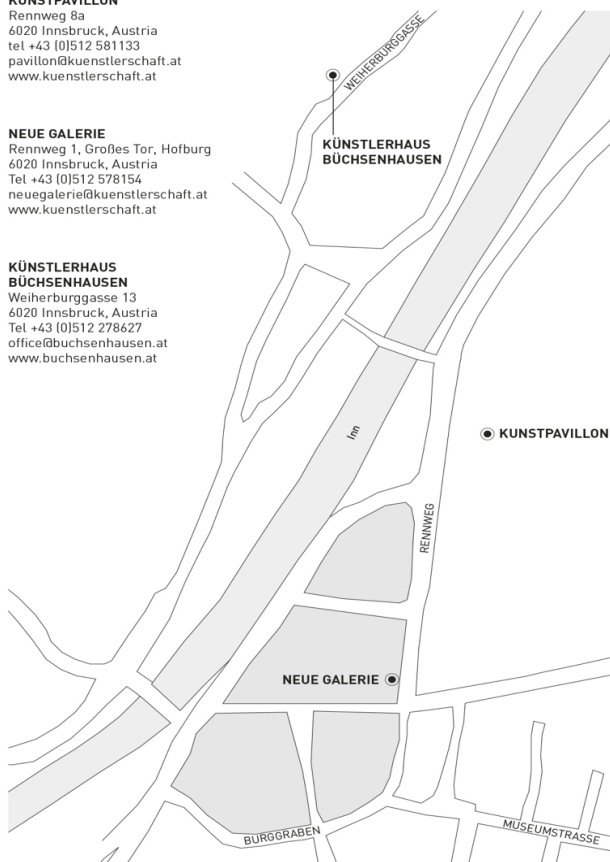 KUNSTPAVILLON
Rennweg 8a
6020 Innsbruck, Austria
tel +43 (0)512 581133
pavillon@kuenstlerschaft.at
www.kuenstlerschaft.at
NEUE GALERIE
Rennweg 1, Großes Tor, Hofburg
6020 Innsbruck, Austria
Tel +43 (0)512 578154
neuegalerie@kuenstlerschaft.at
www.kuenstlerschaft.at
KÜNSTLERHAUS
BÜCHSENHAUSEN
Weiherburggasse 13
6020 Innsbruck, Austria
Tel +43 (0)512 278627
office@buchsenhausen.at
www.buchsenhausen.at
WEIHERBURGGASSE
KÜNSTLERHAUS
BÜCHSENHAUSEN
Inn
KUNSTPAVILLON
RENNWEG
NEUE GALERIE
BURGGRABEN
MUSEUMSTRASSE